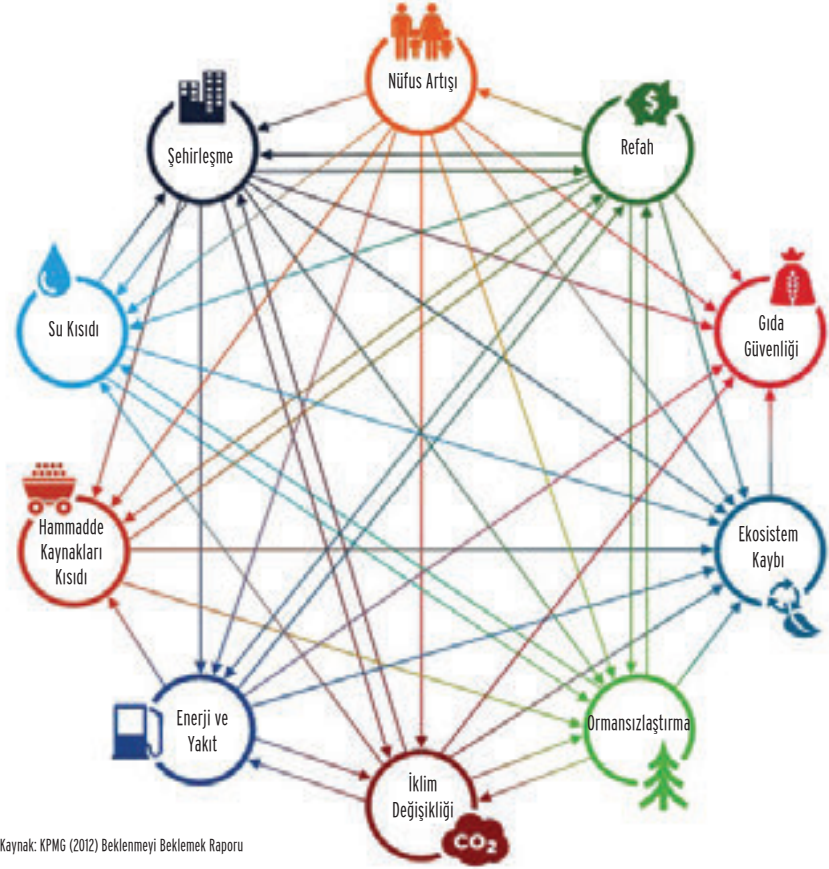 Nüfus Artışı
Şehirleşme
$
Refah
Su Kısıdı
Gıda
Güvenliği
Hammadde
Kaynakları
Kısıdı
Ekosistem
Kaybı
Enerji ve
Yakıt
Ormansızlaştırma
İklim
Değişikliği
CO₂
Kaynak: KPMG (2012) Beklenmeyi Beklemek Raporu